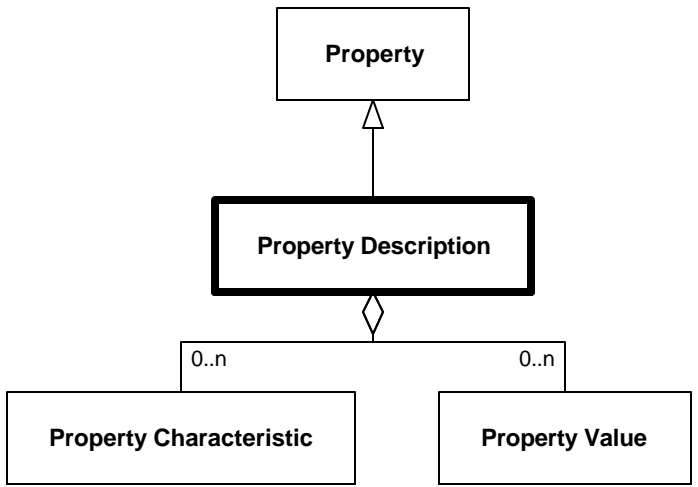 Property
Property Description
0..n
0..n
Property Characteristic
Property Value